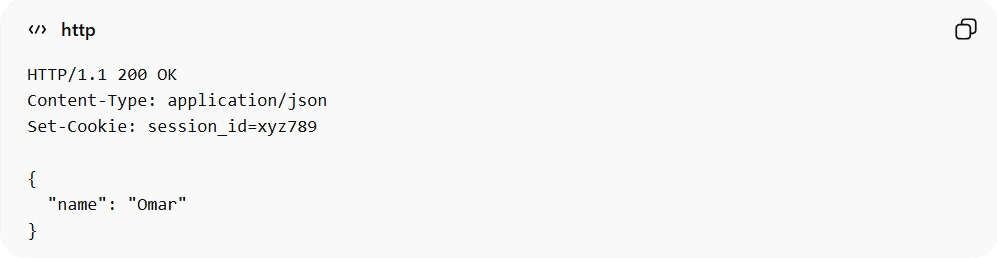 http
HTTP/1.1 200 OK
Content-Type: application/json
Set-Cookie: session_id=xyz789

{
  "name": "Omar"
}